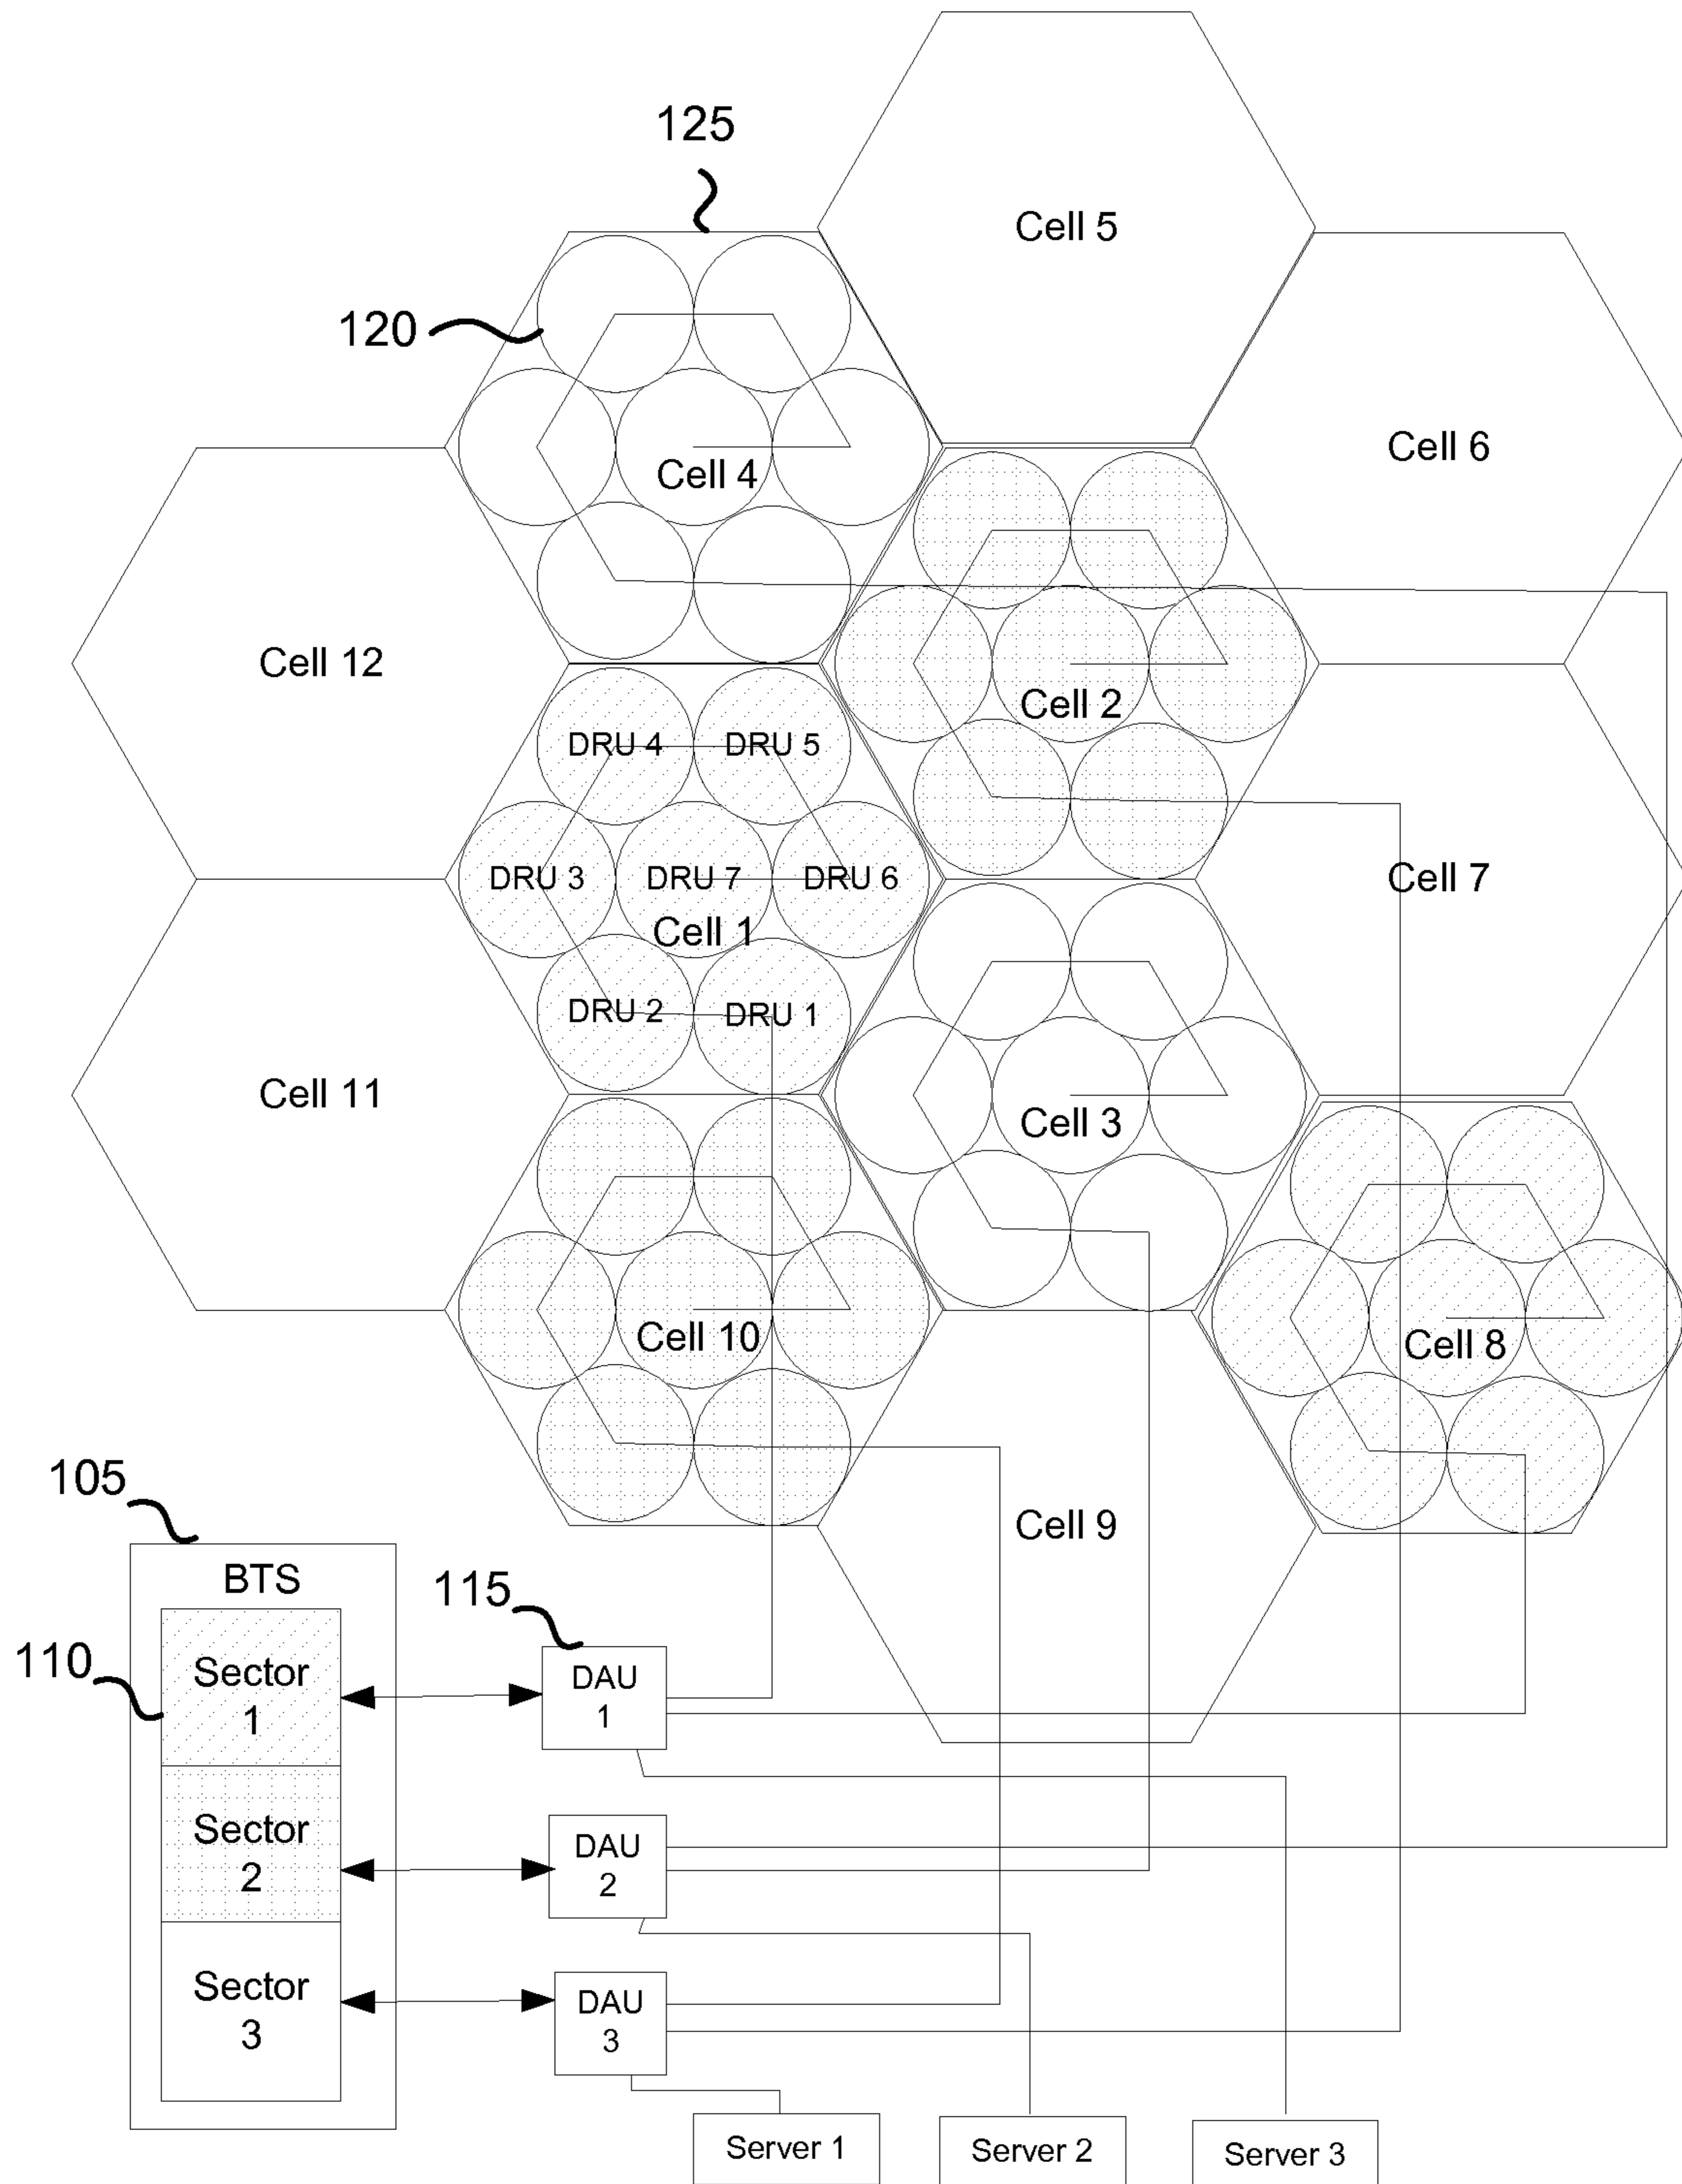 125
Cell 5
120
Cell 6
Cell 4
Cell 12
Cell 2
DRU 4
DRU 5
DRU 3
DRU 7
DRU 6
Cell 7
Cell 1
DRU 2
DRU 1
Cell 11
Cell 3
Cell 10
Cell 8
105
Cell 9
BTS
115
110
Sector
1
DAU
1
Sector
2
DAU
2
Sector
3
DAU
3
Server 1
Server 2
Server 3